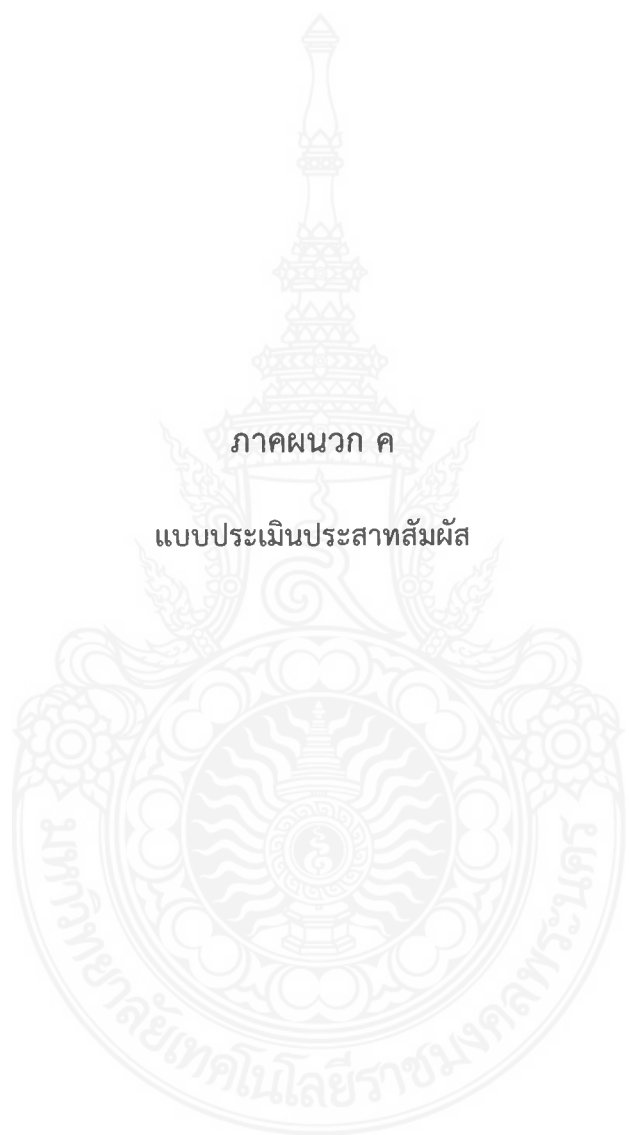 ภาคผนวก ค
แบบประเมินประสาทสัมผัส
มหาวิทยาลัยเทคโนโลยีราชมงคลพระนคร